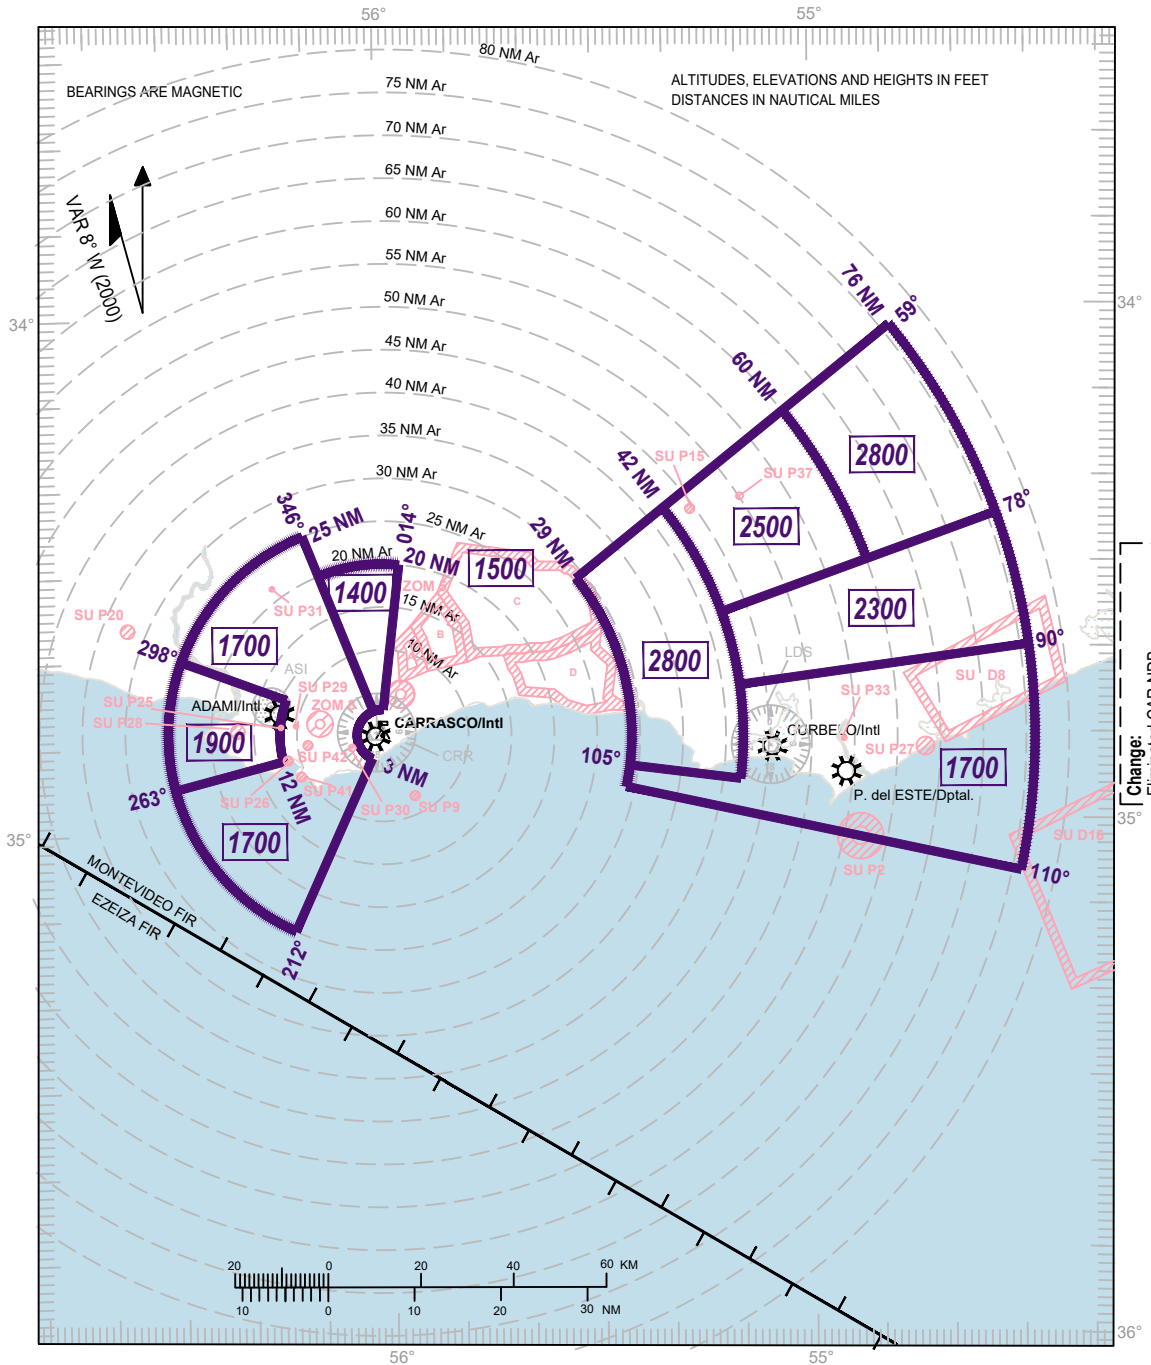 56°
55°
80 NM Ar
BEARINGS ARE MAGNETIC
75 NM Ar
ALTITUDES, ELEVATIONS AND HEIGHTS IN FEET
DISTANCES IN NAUTICAL MILES
70 NM Ar
65 NM Ar
VAR 8° W (2000)
60 NM Ar
55 NM Ar
76 NM
59°
50 NM Ar
34°
34°
45 NM Ar
60 NM
40 NM Ar
35 NM Ar
2800
42 NM
SU P15
30 NM Ar
SU P37
346°
25 NM
014°
25 NM Ar
29 NM
2500
78°
20 NM Ar
20 NM
1500
1400
ZOM 5
SU P31
15 NM Ar
C
2300
SU P20
1700
B
298°
10 NM Ar
2800
LDS
90°
ASI
D
SU P29
SU D8
SU P25
ADAMI/Intl
ZOM 3
SU P33
SU P28
CARRASCO/Intl
CURBELO/Intl
1900
SU P42
CRR
105°
SU P27
3 NM
1700
263°
SU P26
12 NM
SU P41
SU P30
SU P9
P. del ESTE/Dptal.
Change:
35°
35°
1700
SU D16
MONTEVIDEO FIR
EZEIZA FIR
SU P2
110°
212°
20
0
20
40
60 KM
10
0
10
20
30 NM
36°
56°
55°